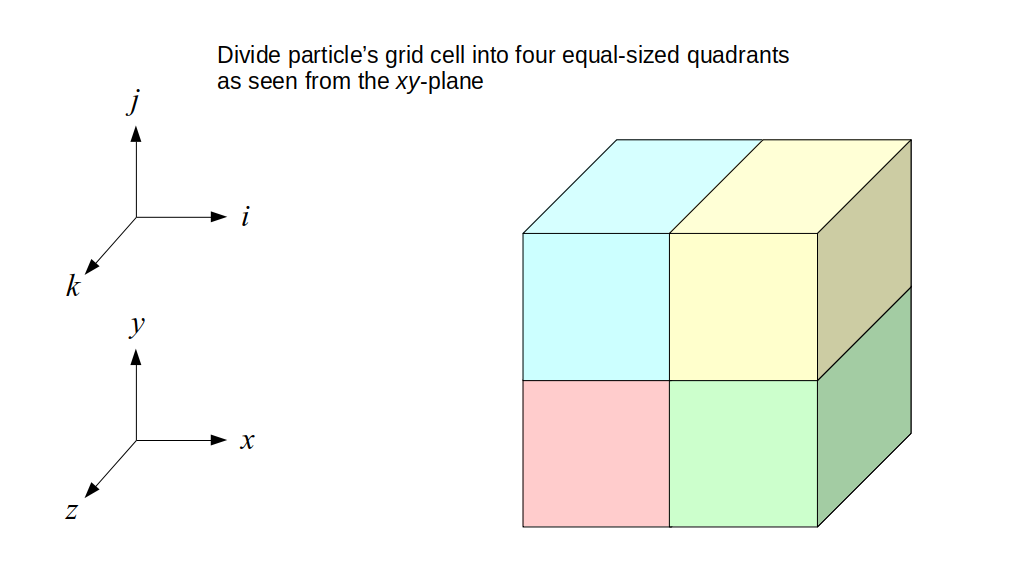 Divide particle’s grid cell into four equal-sized quadrants
as seen from the xy-plane
j
i
k
y
x
z